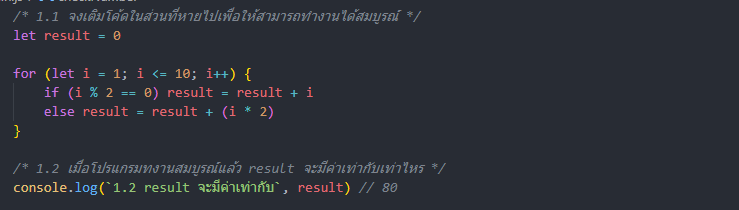 /* 1.1 จงเติมโค้ดในส่วนที่หายไปเพื่อให้สามารถทำงานได้สมบูรณ์ */
let result = 0
for (let i = 1; i <= 10; i++) {
if (i % 2 == 0) result = result + i
else result = result + (i * 2)
}
/* 1.2 เมื่อโปรแกรมทงานสมบูรณ์แล้ว result จะมีค่าเท่ากับเท่าไหร */
console.log(`1.2 result จะมีค่าเท่ากับ`, result) // 80